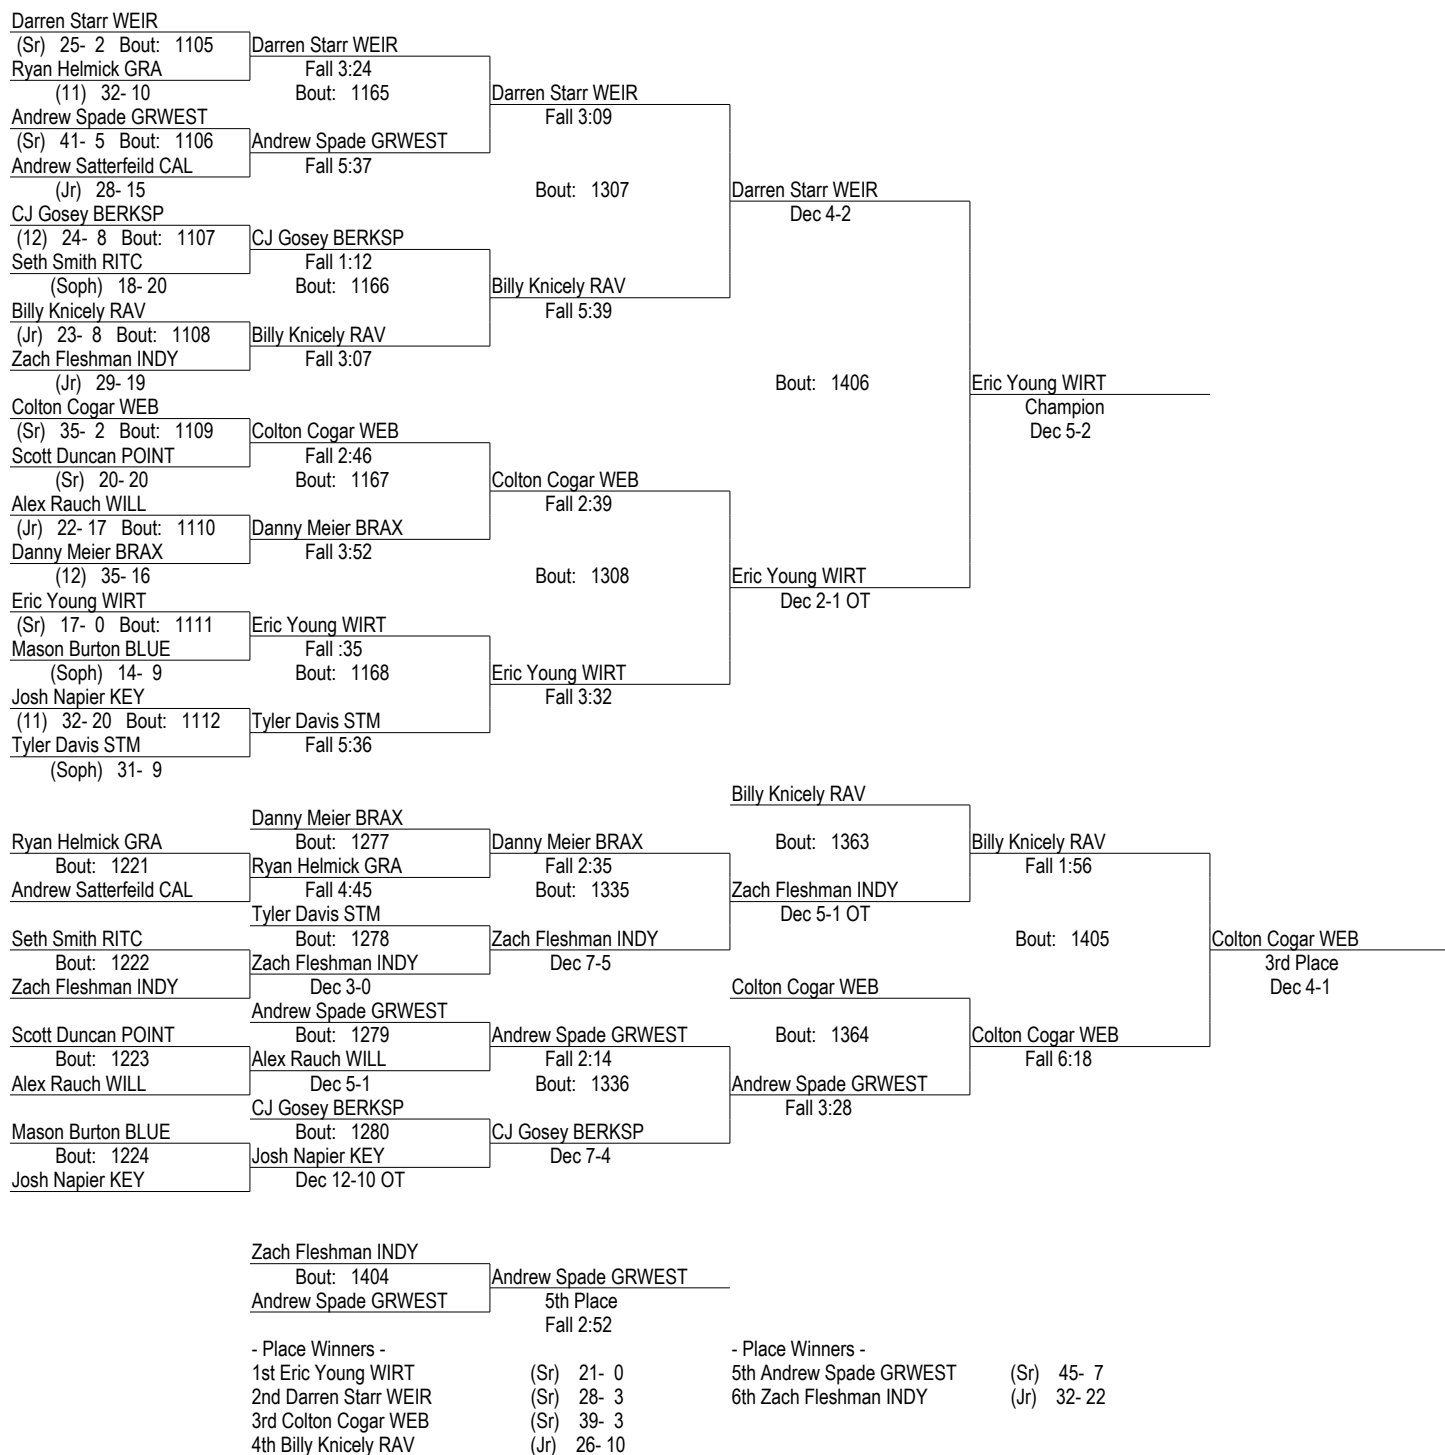 Darren Starr WEIR
(Sr) 25- 2 Bout: 1105 Darren Starr WEIR
Ryan Helmick GRA Fall 3:24
(11) 32- 10 Bout: 1165 Darren Starr WEIR
Andrew Spade GRWEST Fall 3:09
(Sr) 41- 5 Bout: 1106 Andrew Spade GRWEST
Andrew Satterfeild CAL Fall 5:37
(Jr) 28- 15 Bout: 1307 Darren Starr WEIR
CJ Gosey BERKSP Dec 4-2
(12) 24- 8 Bout: 1107 CJ Gosey BERKSP
Seth Smith RITC Fall 1:12
(Soph) 18- 20 Bout: 1166 Billy Knicely RAV
Billy Knicely RAV Fall 5:39
(Jr) 23- 8 Bout: 1108 Billy Knicely RAV
Zach Fleshman INDY Fall 3:07
(Jr) 29- 19 Bout: 1406 Eric Young WIRT
Colton Cogar WEB Champion
(Sr) 35- 2 Bout: 1109 Colton Cogar WEB Dec 5-2
Scott Duncan POINT Fall 2:46
(Sr) 20- 20 Bout: 1167 Colton Cogar WEB
Alex Rauch WILL Fall 2:39
(Jr) 22- 17 Bout: 1110 Danny Meier BRAX
Danny Meier BRAX Fall 3:52
(12) 35- 16 Bout: 1308 Eric Young WIRT
Eric Young WIRT Dec 2-1 OT
(Sr) 17- 0 Bout: 1111 Eric Young WIRT
Mason Burton BLUE Fall :35
(Soph) 14- 9 Bout: 1168 Eric Young WIRT
Josh Napier KEY Fall 3:32
(11) 32- 20 Bout: 1112 Tyler Davis STM
Tyler Davis STM Fall 5:36
(Soph) 31- 9
Billy Knicely RAV
Danny Meier BRAX
Ryan Helmick GRA Bout: 1277 Danny Meier BRAX Bout: 1363 Billy Knicely RAV
Bout: 1221 Ryan Helmick GRA Fall 2:35 Fall 1:56
Andrew Satterfeild CAL Fall 4:45 Bout: 1335 Zach Fleshman INDY
Tyler Davis STM Dec 5-1 OT
Seth Smith RITC Bout: 1278 Zach Fleshman INDY Bout: 1405 Colton Cogar WEB
Bout: 1222 Zach Fleshman INDY Dec 7-5 3rd Place
Zach Fleshman INDY Dec 3-0 Colton Cogar WEB Dec 4-1
Andrew Spade GRWEST
Scott Duncan POINT Bout: 1279 Andrew Spade GRWEST Bout: 1364 Colton Cogar WEB
Bout: 1223 Alex Rauch WILL Fall 2:14 Fall 6:18
Alex Rauch WILL Dec 5-1 Bout: 1336 Andrew Spade GRWEST
CJ Gosey BERKSP Fall 3:28
Mason Burton BLUE Bout: 1280 CJ Gosey BERKSP
Bout: 1224 Josh Napier KEY Dec 7-4
Josh Napier KEY Dec 12-10 OT
Zach Fleshman INDY
Bout: 1404 Andrew Spade GRWEST
Andrew Spade GRWEST 5th Place
Fall 2:52
- Place Winners - - Place Winners -
1st Eric Young WIRT (Sr) 21- 0 5th Andrew Spade GRWEST (Sr) 45- 7
2nd Darren Starr WEIR (Sr) 28- 3 6th Zach Fleshman INDY (Jr) 32- 22
3rd Colton Cogar WEB (Sr) 39- 3
4th Billy Knicely RAV (Jr) 26- 10